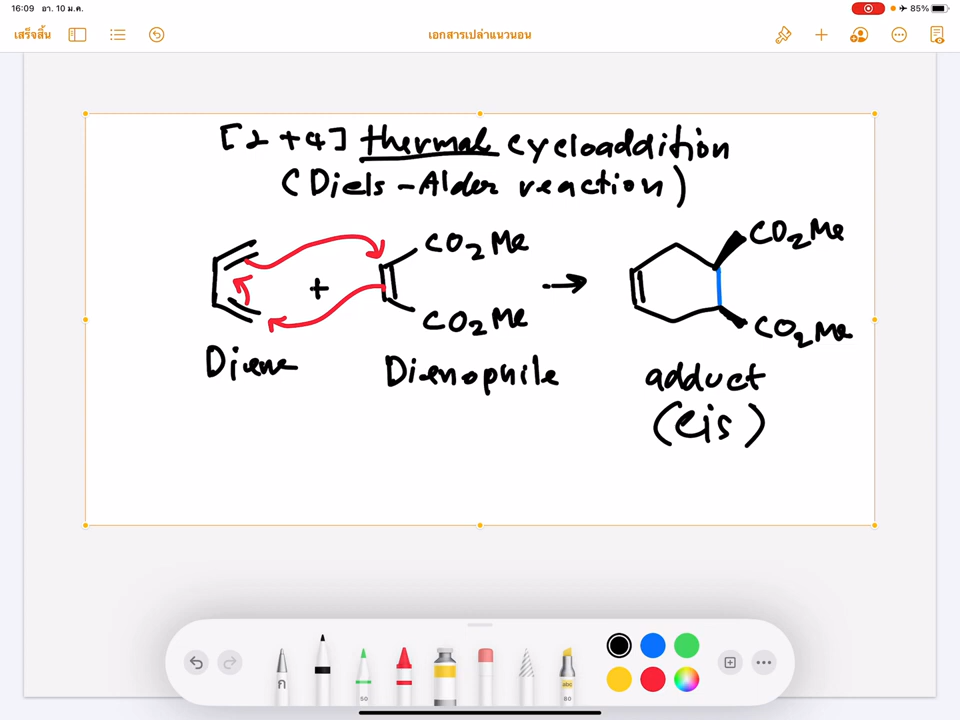 16:09 อา. 10 ม.ค.
85%
เสร็จสิ้น
เอกสารเปล่าแนวนอน
[2+4] thermal cycloaddition
(Diels-Alder reaction)
CO2Me
CO2Me
+
CO2Me
CO2Me
Diene
Dienophile
adduct
(cis)
ก
50
80